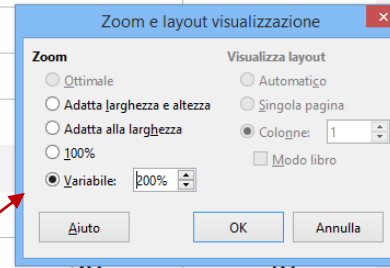 Zoom e layout visualizzazione
Zoom
Visualizza layout
Ottimale
Automatico
Adatta larghezza e altezza
Singola pagina
Adatta alla larghezza
Colonne: 1
100%
Modo libro
Variabile: 200%
Aiuto
OK
Annulla